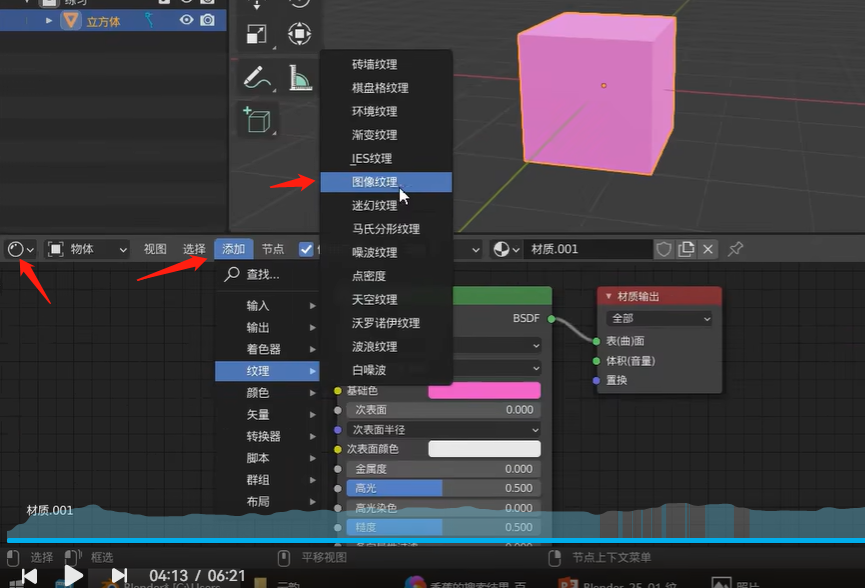 练习
立方体
砖墙纹理
棋盘格纹理
环境纹理
渐变纹理
IES纹理
图像纹理
迷幻纹理
马氏分形纹理
噪波纹理
点密度
天空纹理
沃罗诺伊纹理
波浪纹理
白噪波
物体 视图 选择 添加 节点 材质.001
查找...
输入
输出
着色器
纹理
颜色
矢量
转换器
脚本
群组
布局
BSDF
基础色
次表面 0.000
次表面半径
次表面颜色
金属度 0.000
高光 0.500
高光染色 0.000
糙度 0.500
材质输出
全部
表(曲)面
体积(音量)
置换
材质.001
选择 框选 平移视图 节点上下文菜单
04:13 / 06:21